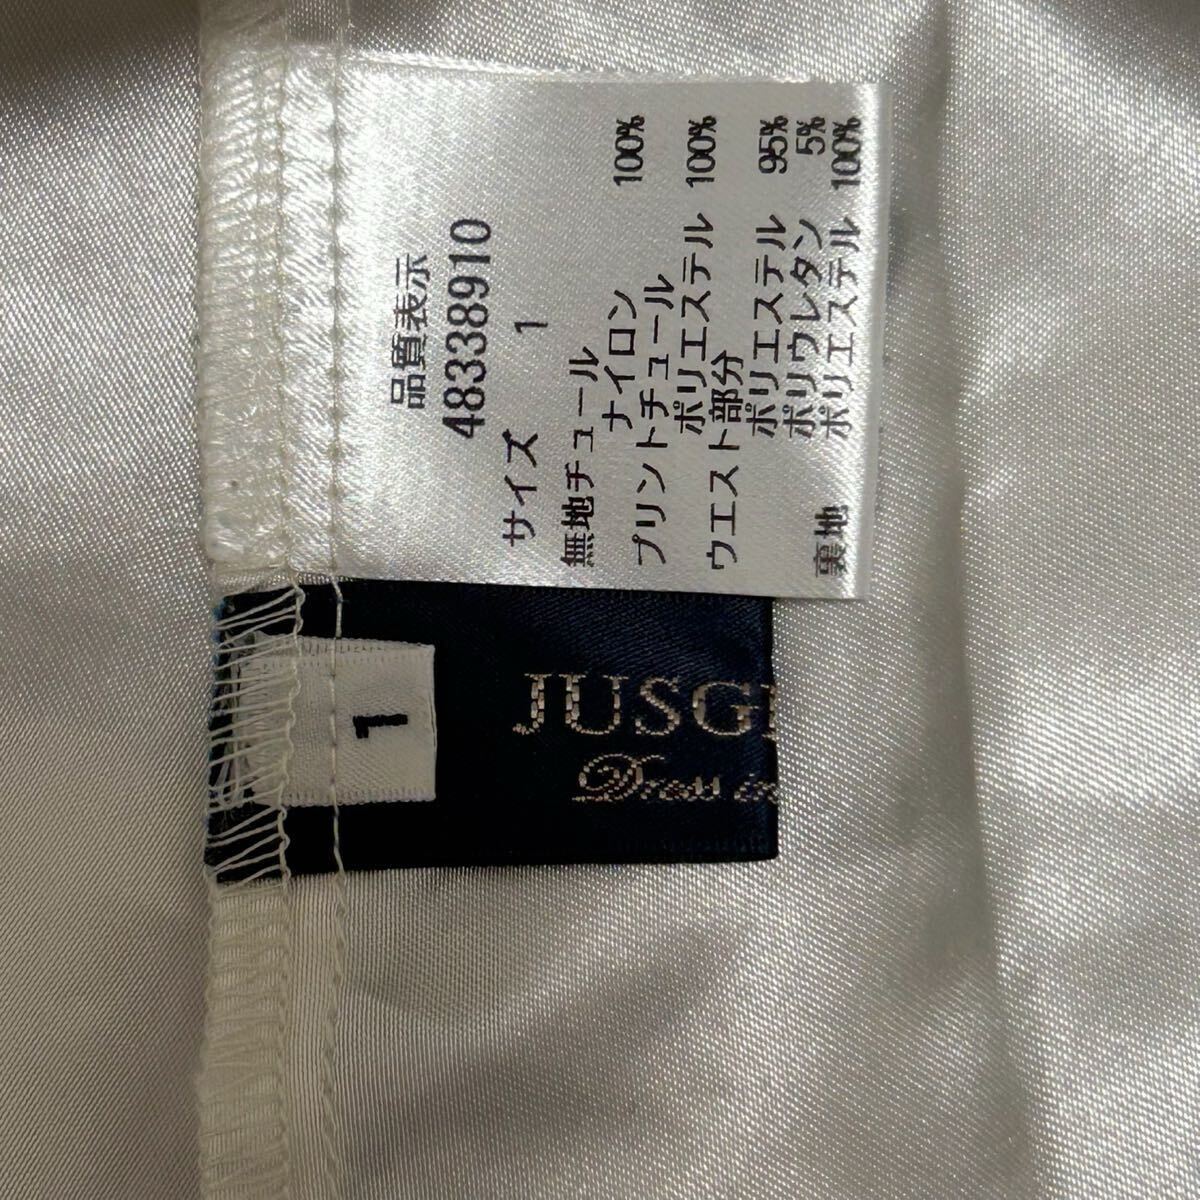 品質表示
48338910
サイズ 1
無地チュール
ナイロン 100%
プリントチュール
ポリエステル 100%
ウエスト部分
ポリエステル 95%
ポリウレタン 5%
裏地 ポリエステル 100%
1
JUSGL
Dress in